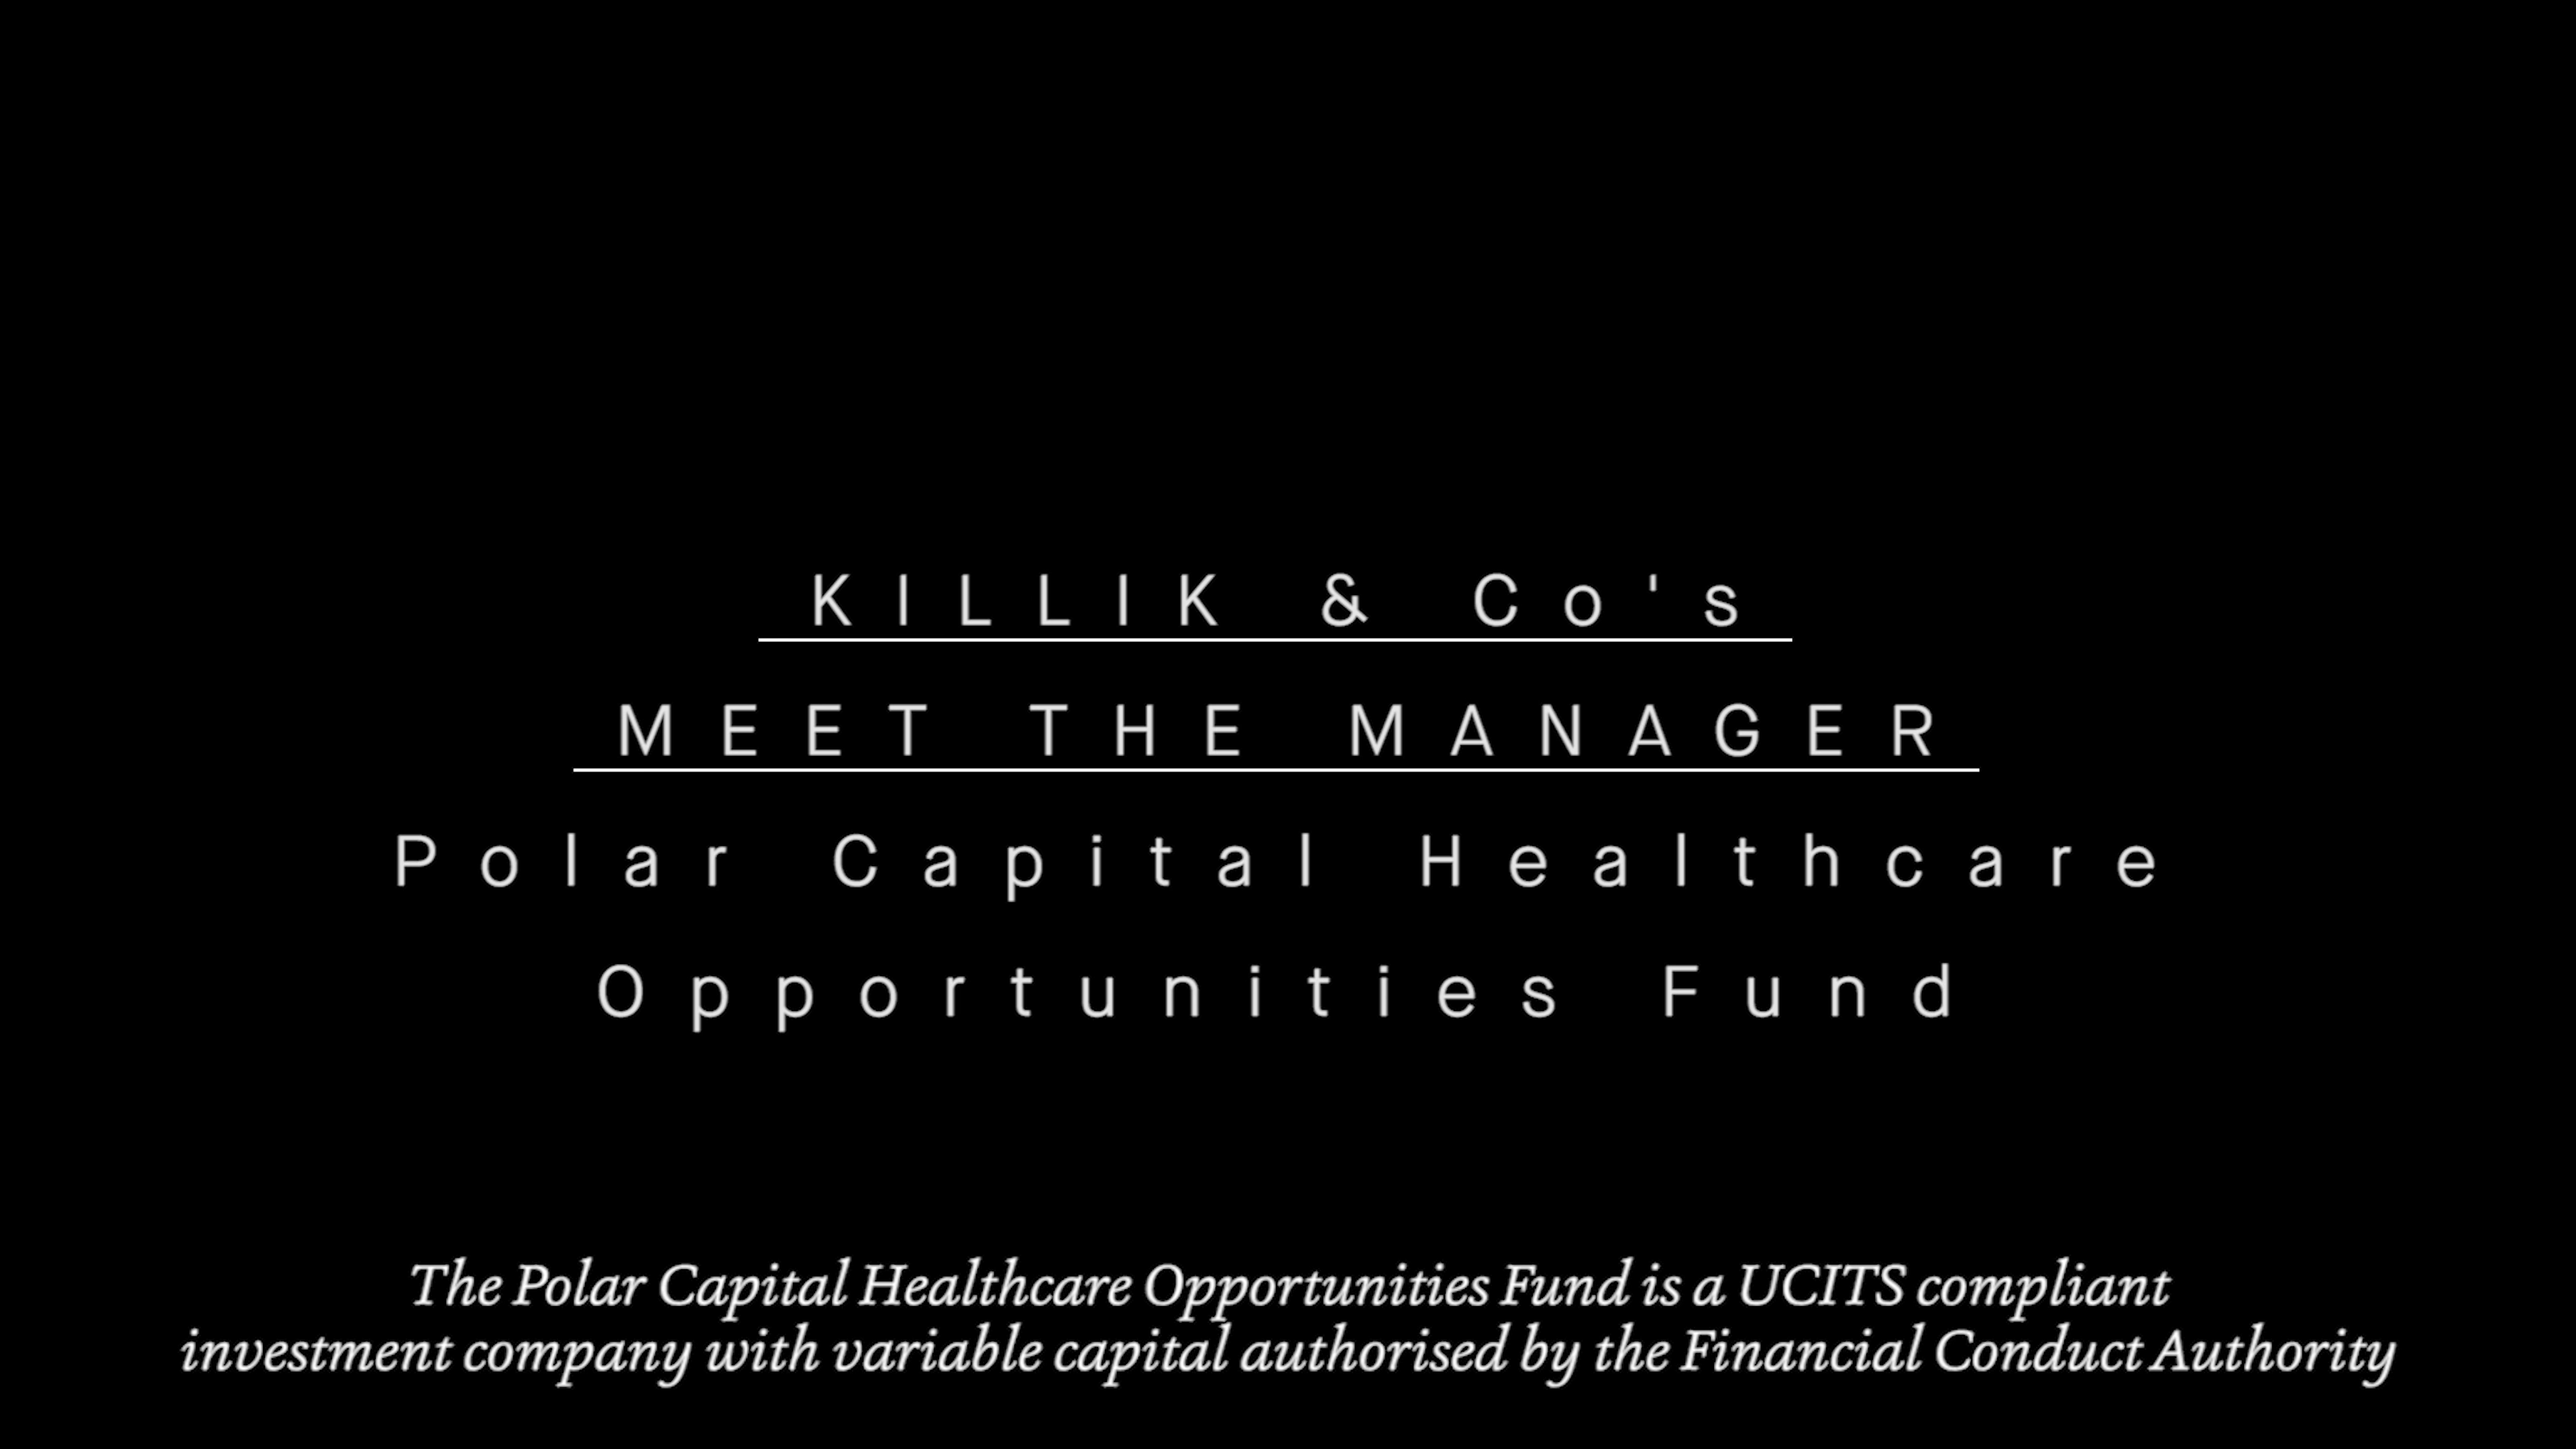 KILLIK & Co's
MEET THE MANAGER
Polar Capital Healthcare
Opportunities Fund
The Polar Capital Healthcare Opportunities Fund is a UCITS compliant
investment company with variable capital authorised by the Financial Conduct Authority